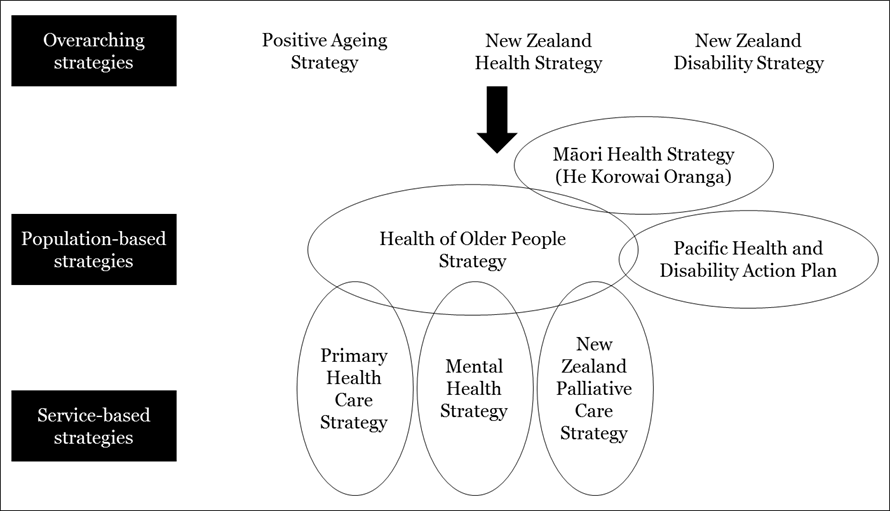 Overarching
strategies
Positive Ageing
Strategy
New Zealand
Health Strategy
New Zealand
Disability Strategy
Māori Health Strategy
(He Korowai Oranga)
Population-based
strategies
Health of Older People
Strategy
Pacific Health and
Disability Action Plan
Service-based
strategies
Primary
Health
Care
Strategy
Mental
Health
Strategy
New
Zealand
Palliative
Care
Strategy